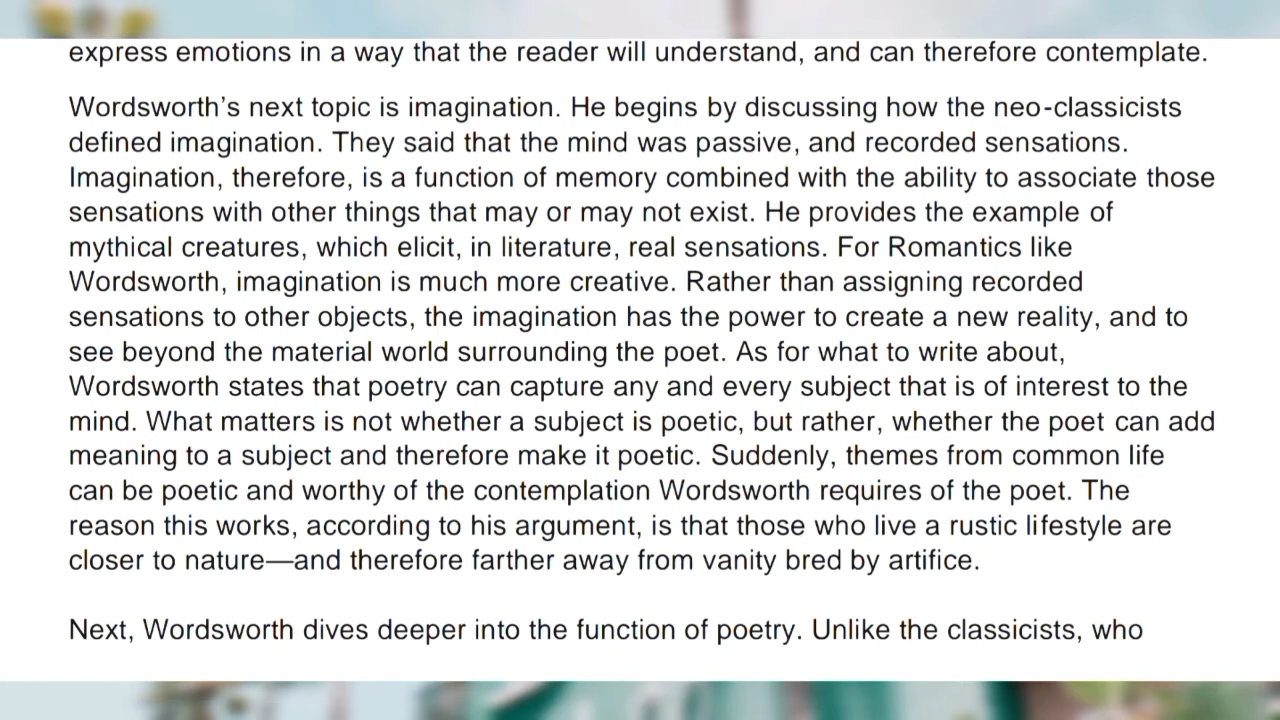 express emotions in a way that the reader will understand, and can therefore contemplate.
Wordsworth’s next topic is imagination. He begins by discussing how the neo-classicists
defined imagination. They said that the mind was passive, and recorded sensations.
Imagination, therefore, is a function of memory combined with the ability to associate those
sensations with other things that may or may not exist. He provides the example of
mythical creatures, which elicit, in literature, real sensations. For Romantics like
Wordsworth, imagination is much more creative. Rather than assigning recorded
sensations to other objects, the imagination has the power to create a new reality, and to
see beyond the material world surrounding the poet. As for what to write about,
Wordsworth states that poetry can capture any and every subject that is of interest to the
mind. What matters is not whether a subject is poetic, but rather, whether the poet can add
meaning to a subject and therefore make it poetic. Suddenly, themes from common life
can be poetic and worthy of the contemplation Wordsworth requires of the poet. The
reason this works, according to his argument, is that those who live a rustic lifestyle are
closer to nature—and therefore farther away from vanity bred by artifice.
Next, Wordsworth dives deeper into the function of poetry. Unlike the classicists, who